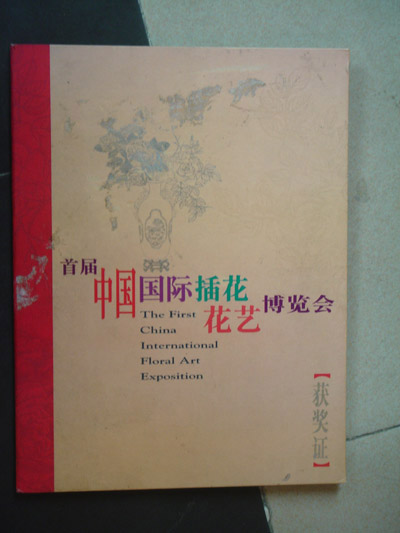 首届中国国际插花花艺博览会
The First
China
International
Floral Art
Exposition
【获奖证】